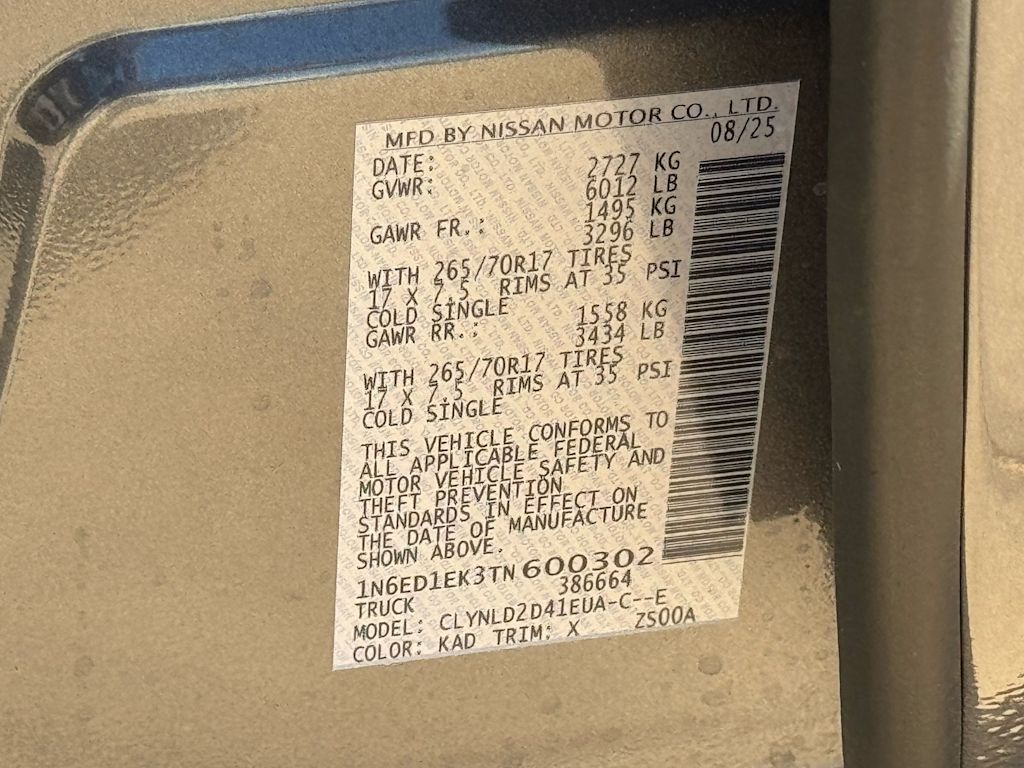 MFD BY NISSAN MOTOR CO., LTD.
DATE: 08/25
GVWR: 2727 KG
6012 LB
GAWR FR.: 1495 KG
3296 LB
WITH 265/70R17 TIRES
17 X 7.5 RIMS AT 35 PSI
COLD SINGLE
GAWR RR.: 1558 KG
3434 LB
WITH 265/70R17 TIRES
17 X 7.5 RIMS AT 35 PSI
COLD SINGLE
THIS VEHICLE CONFORMS TO
ALL APPLICABLE FEDERAL
MOTOR VEHICLE SAFETY AND
THEFT PREVENTION
STANDARDS IN EFFECT ON
THE DATE OF MANUFACTURE
SHOWN ABOVE.
1N6ED1EK3TN600302
TRUCK 386664
MODEL: CLYNLD2D41EUA-C--E
COLOR: KAD TRIM: X ZS00A